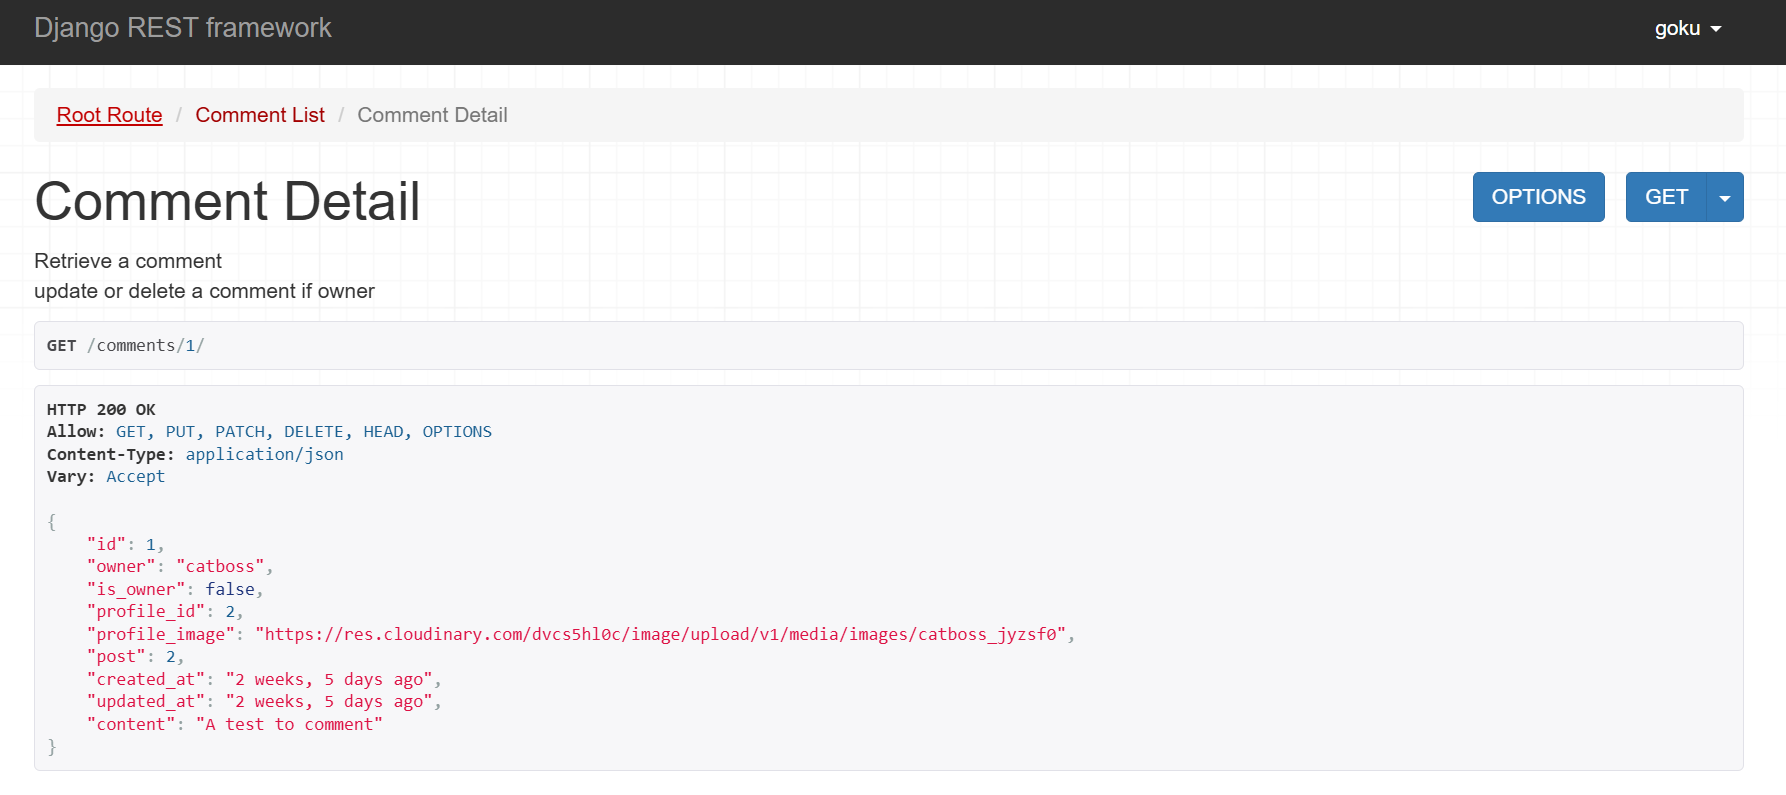 Django REST framework
goku
Root Route / Comment List / Comment Detail
Comment Detail
OPTIONS
GET
Retrieve a comment
update or delete a comment if owner
GET /comments/1/
HTTP 200 OK
Allow: GET, PUT, PATCH, DELETE, HEAD, OPTIONS
Content-Type: application/json
Vary: Accept
{
    "id": 1,
    "owner": "catboss",
    "is_owner": false,
    "profile_id": 2,
    "profile_image": "https://res.cloudinary.com/dvcs5hl0c/image/upload/v1/media/images/catboss_jyzsf0",
    "post": 2,
    "created_at": "2 weeks, 5 days ago",
    "updated_at": "2 weeks, 5 days ago",
    "content": "A test to comment"
}